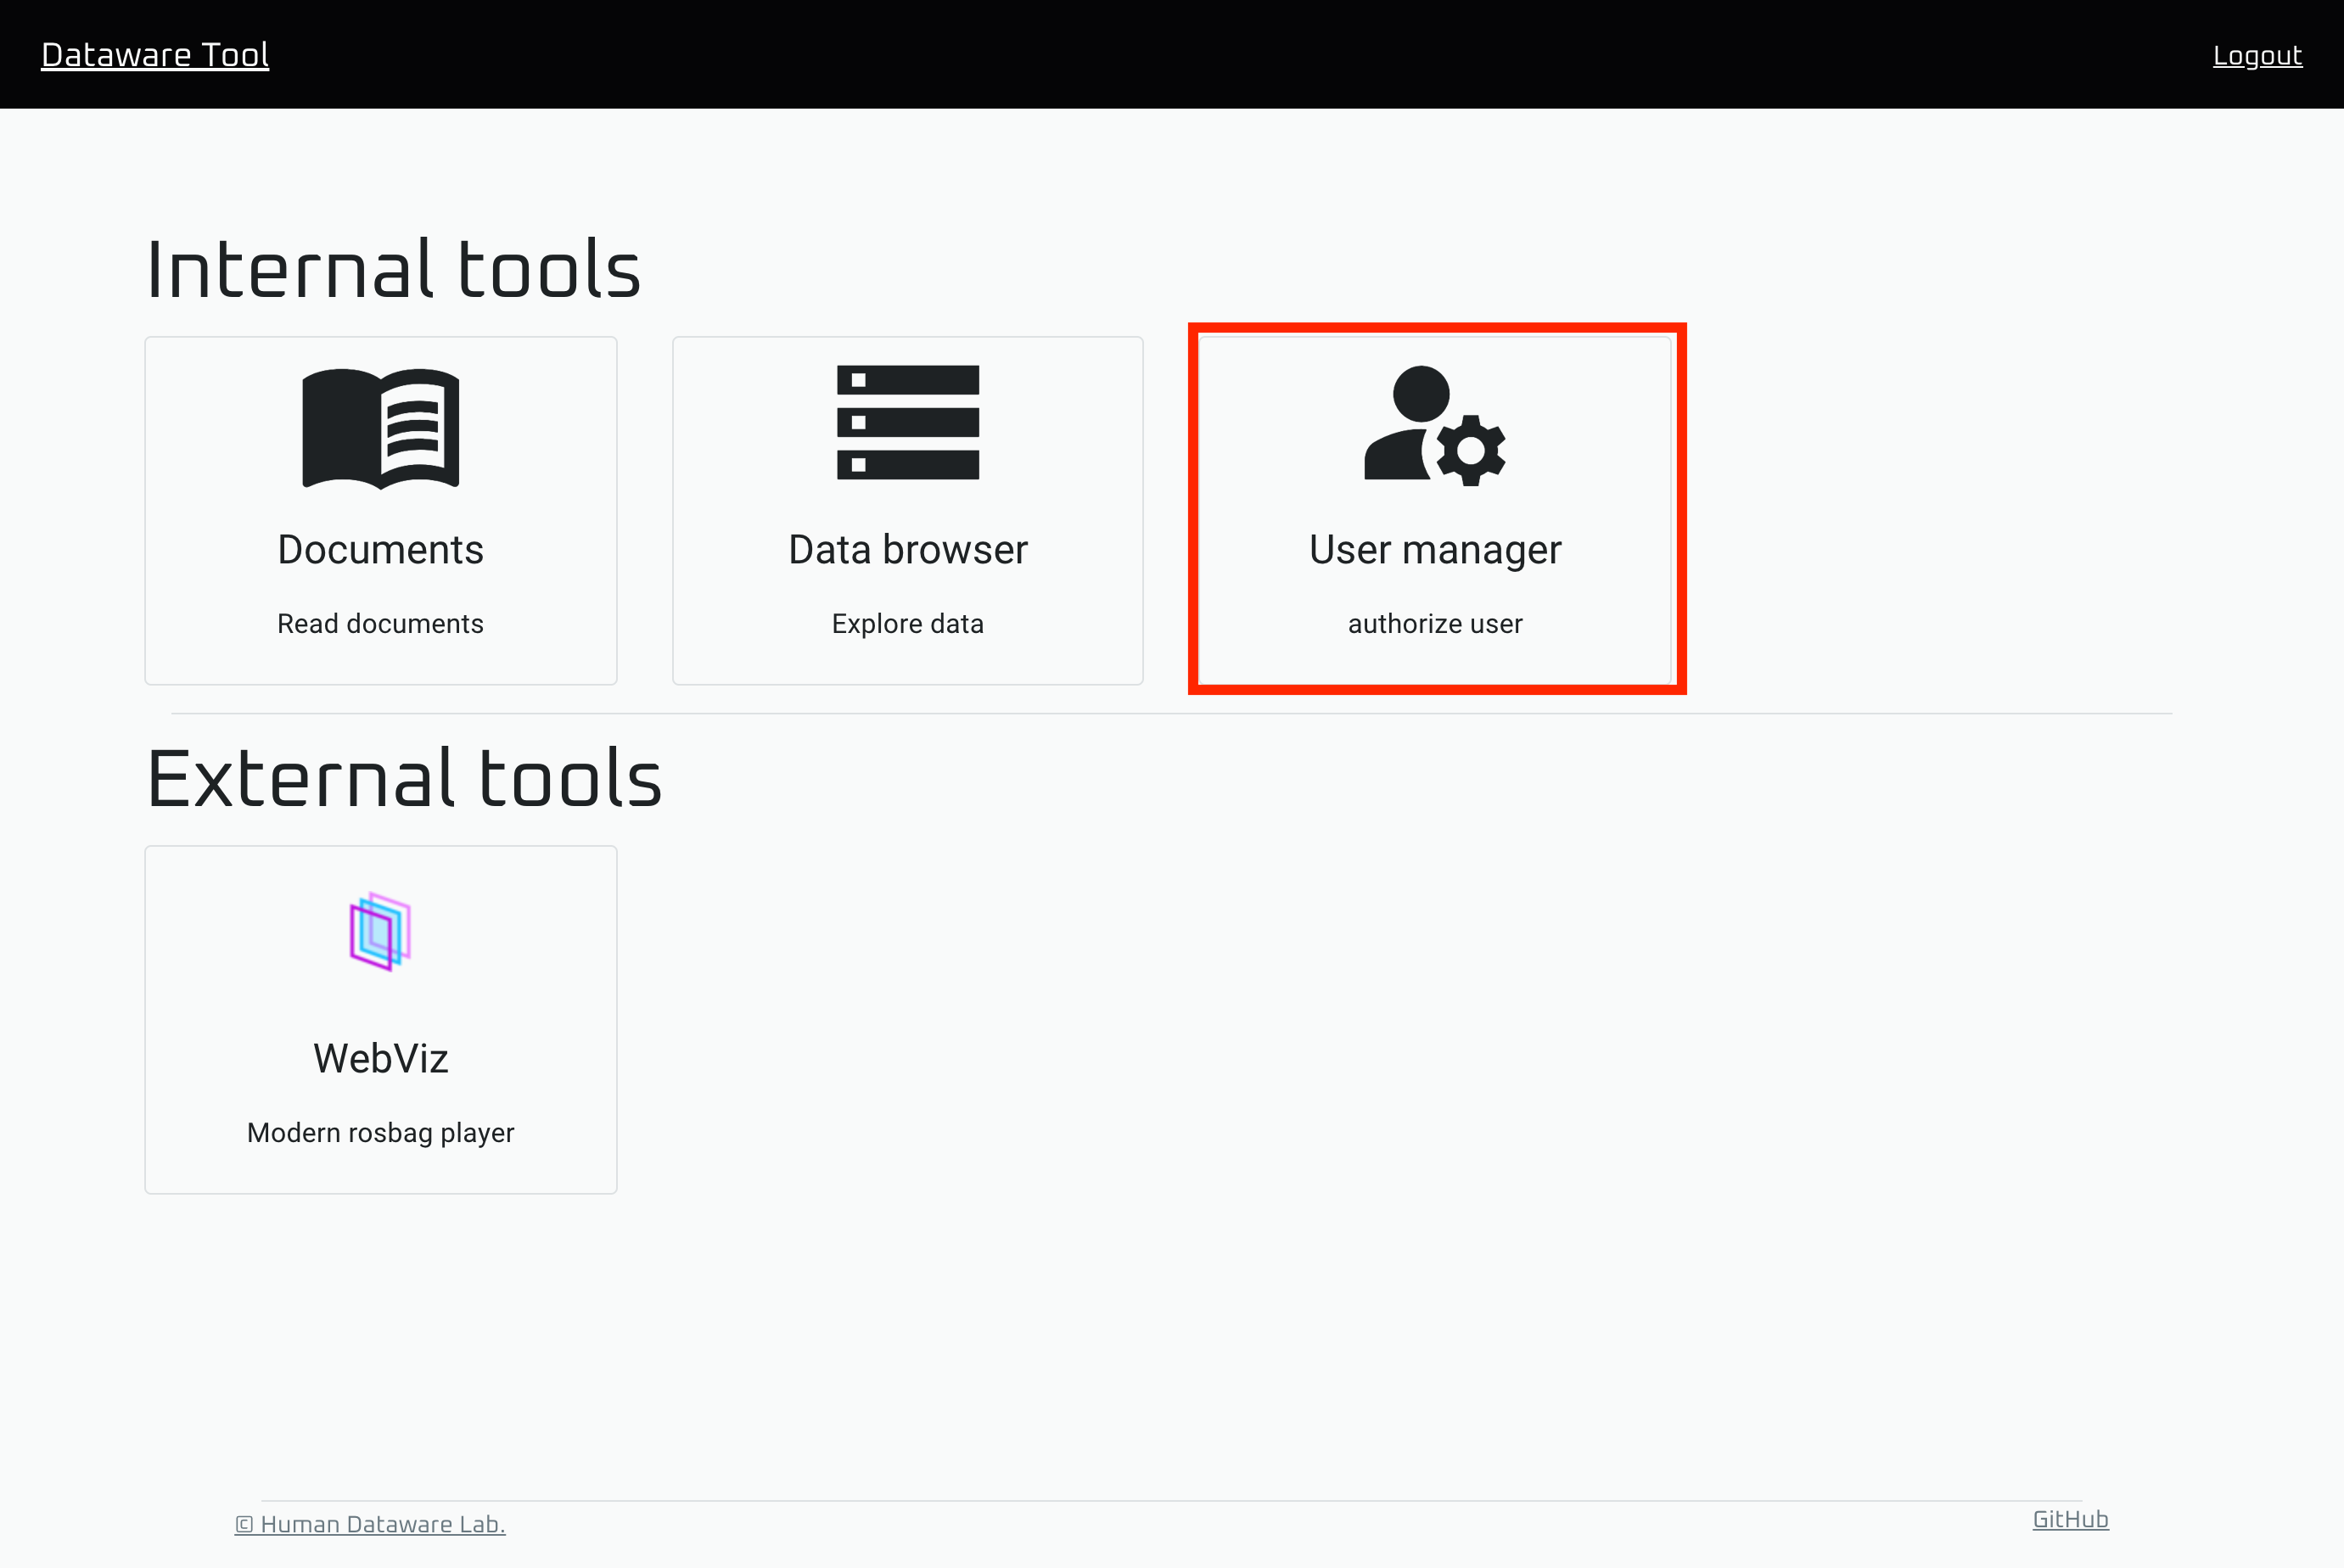 Dataware Tool
Logout
Internal tools
Documents
Read documents
Data browser
Explore data
User manager
authorize user
External tools
WebViz
Modern rosbag player
© Human Dataware Lab.
GitHub